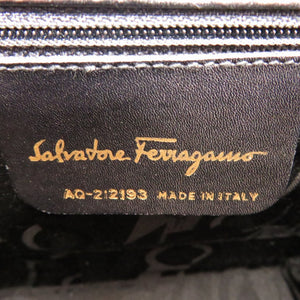 Salvatore Ferragamo
AQ-212193 MADE IN ITALY